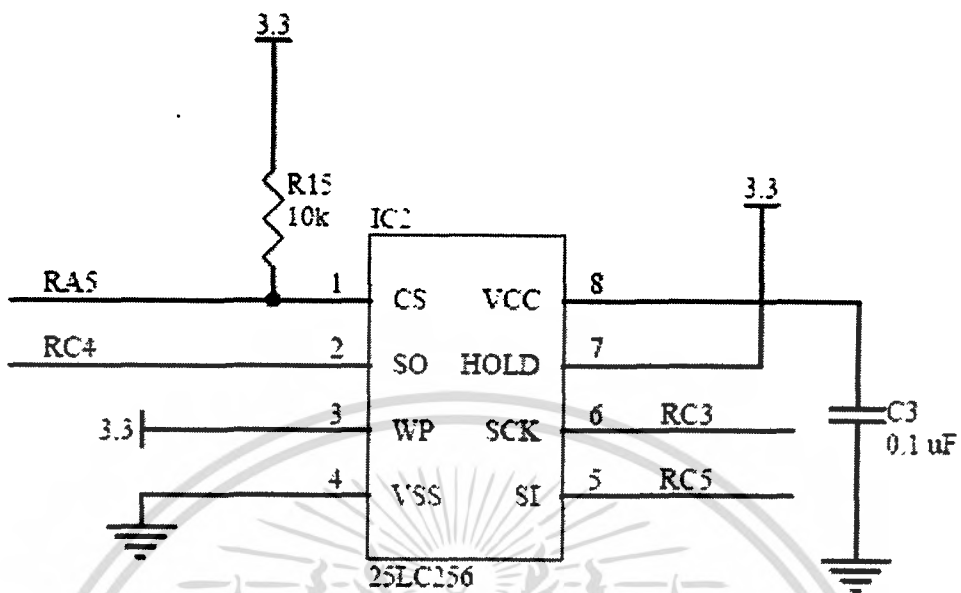 3.3
R15
10k
3.3
IC2
RA5 1 CS VCC 8
RC4 2 SO HOLD 7
3.3 3 WP SCK 6 RC3
C3
0.1 uF
4 VSS SI 5 RC5
25LC256